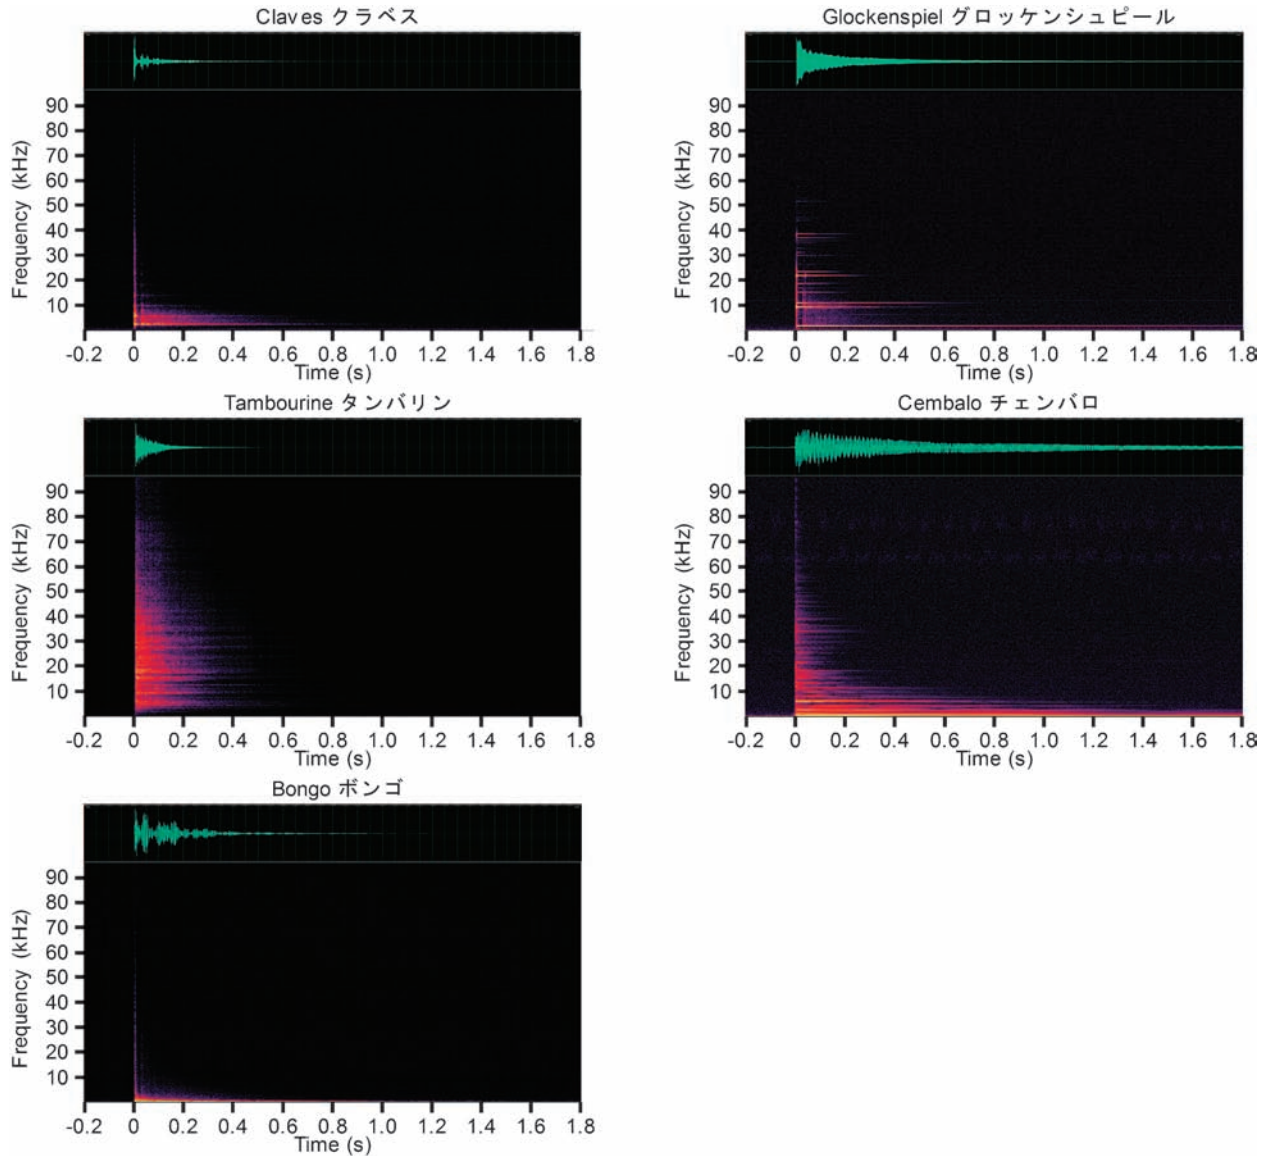 Claves クラベス
Frequency (kHz)
90
80
70
60
50
40
30
20
10
-0.2 0 0.2 0.4 0.6 0.8 1.0 1.2 1.4 1.6 1.8
Time (s)
Glockenspiel グロッケンシュピール
Frequency (kHz)
90
80
70
60
50
40
30
20
10
-0.2 0 0.2 0.4 0.6 0.8 1.0 1.2 1.4 1.6 1.8
Time (s)
Tambourine タンバリン
Frequency (kHz)
90
80
70
60
50
40
30
20
10
-0.2 0 0.2 0.4 0.6 0.8 1.0 1.2 1.4 1.6 1.8
Time (s)
Cembalo チェンバロ
Frequency (kHz)
90
80
70
60
50
40
30
20
10
-0.2 0 0.2 0.4 0.6 0.8 1.0 1.2 1.4 1.6 1.8
Time (s)
Bongo ボンゴ
Frequency (kHz)
90
80
70
60
50
40
30
20
10
-0.2 0 0.2 0.4 0.6 0.8 1.0 1.2 1.4 1.6 1.8
Time (s)